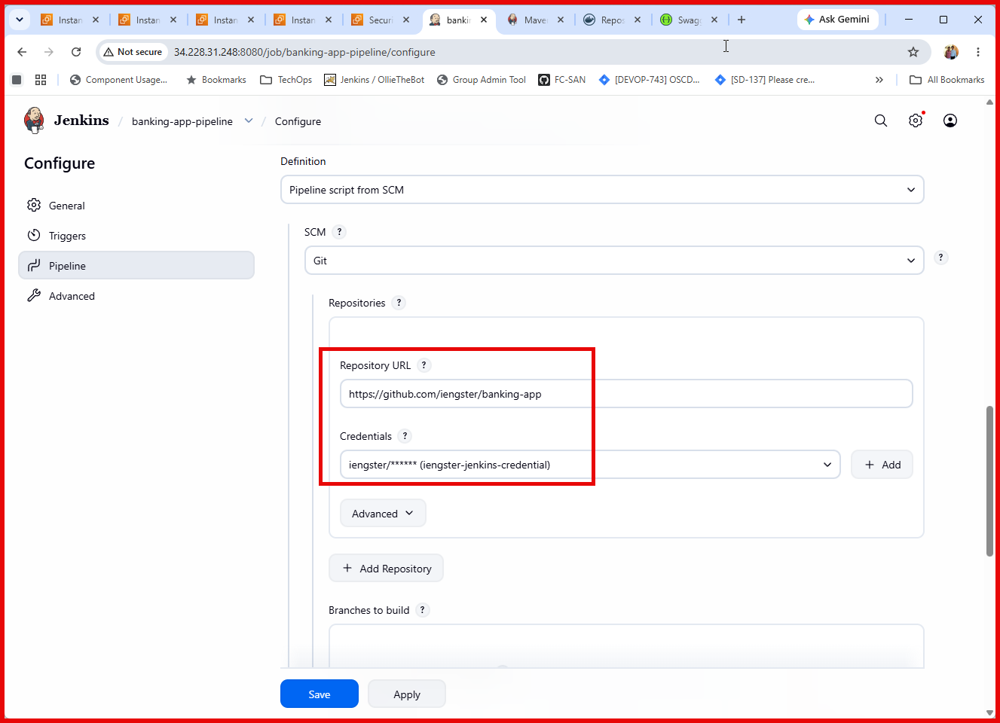 Instan
Instan
Instan
Instan
Securi
bankin
Mave
Repos
Swag
Ask Gemini
Not secure
34.228.31.248:8080/job/banking-app-pipeline/configure
Component Usage...
Bookmarks
TechOps
Jenkins / OllieTheBot
Group Admin Tool
FC-SAN
[DEVOP-743] OSCD...
[SD-137] Please cre...
»
All Bookmarks
Jenkins / banking-app-pipeline / Configure
Configure
General
Triggers
Pipeline
Advanced
Definition
Pipeline script from SCM
SCM ?
Git
?
Repositories ?
Repository URL ?
https://github.com/iengster/banking-app
Credentials ?
iengster/****** (iengster-jenkins-credential)
+ Add
Advanced
+ Add Repository
Branches to build ?
Save
Apply